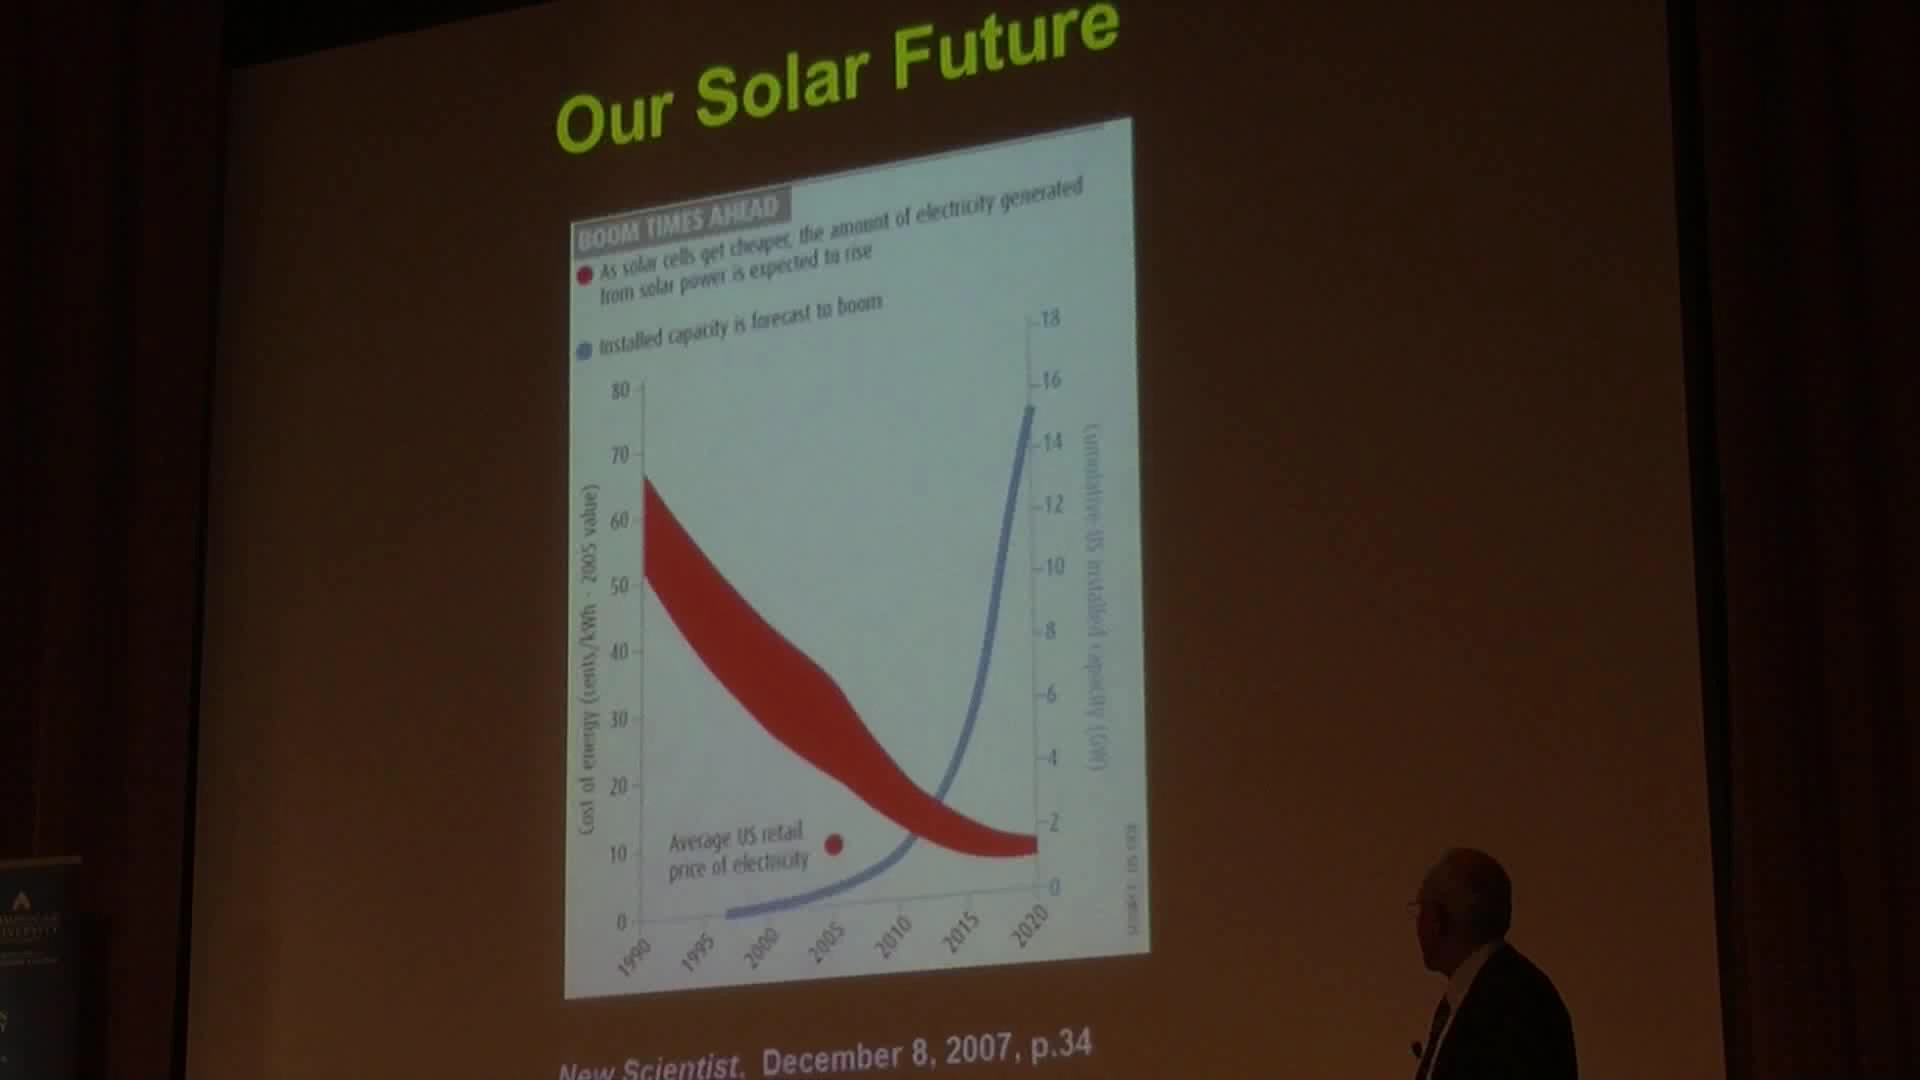 Our Solar Future
BOOM TIMES AHEAD
As solar cells get cheaper, the amount of electricity generated
from solar power is expected to rise
Installed capacity is forecast to boom
80
70
60
50
40
30
20
10
0
Cost of energy (cents/kWh - 2005 value)
18
16
14
12
10
8
6
4
2
0
Cumulative US installed capacity (GW)
Average US retail
price of electricity
1990
1995
2000
2005
2010
2015
2020
SOURCE: US DOE
New Scientist, December 8, 2007, p.34